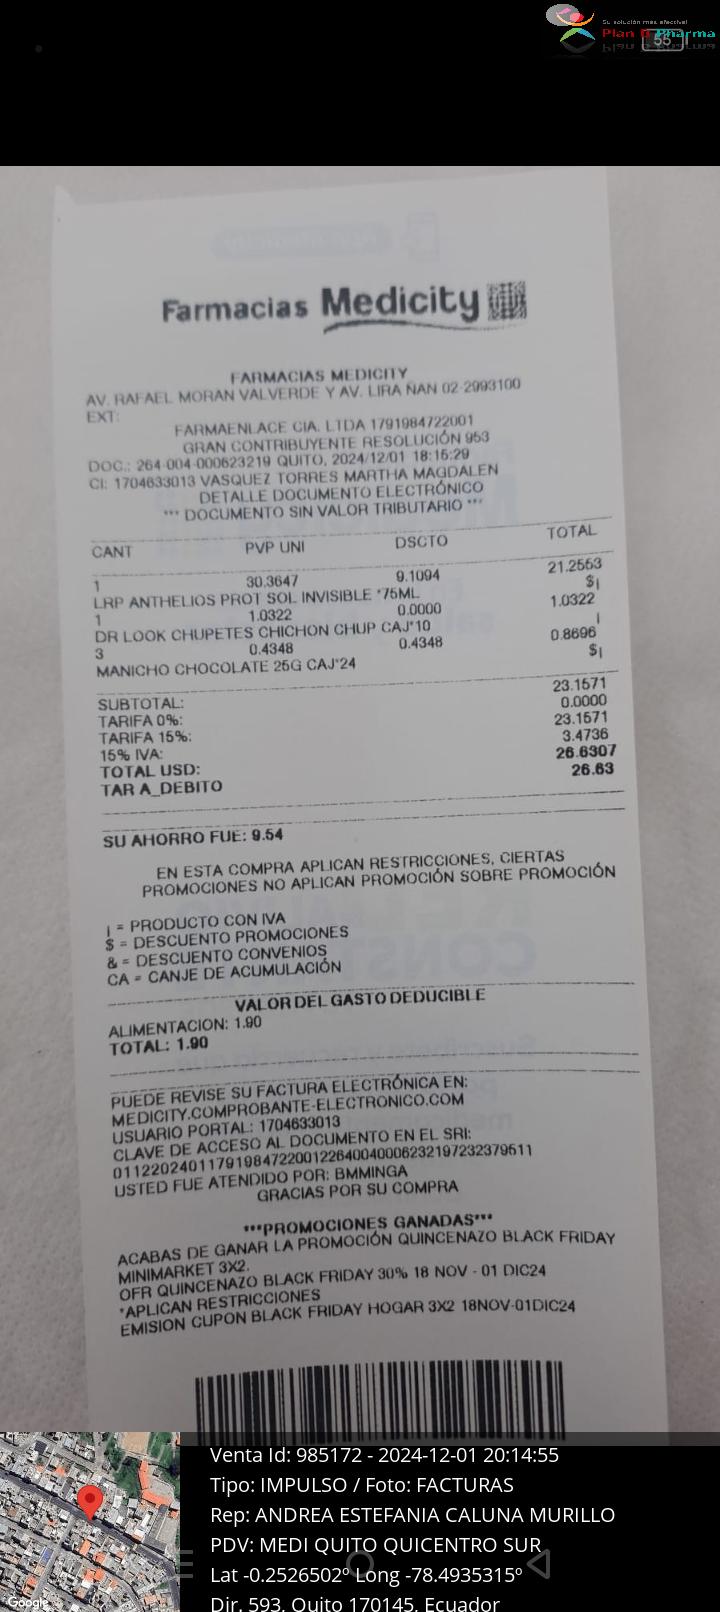 Su solución más efectiva!
Plan B Pharma
55
Farmacias Medicity
FARMACIAS MEDICITY
AV. RAFAEL MORAN VALVERDE Y AV. LIRA ÑAN 02-2993100
EXT:
FARMAENLACE CIA. LTDA 1791984722001
GRAN CONTRIBUYENTE RESOLUCIÓN 953
DOC.: 264-004-000623219 QUITO, 2024/12/01 18:15:29
CI: 1704633013 VASQUEZ TORRES MARTHA MAGDALEN
DETALLE DOCUMENTO ELECTRÓNICO
*** DOCUMENTO SIN VALOR TRIBUTARIO ***
CANT PVP UNI DSCTO TOTAL
1 30.3647 9.1094 21.2553
LRP ANTHELIOS PROT SOL INVISIBLE *75ML $¡
1 1.0322 0.0000 1.0322
DR LOOK CHUPETES CHICHON CHUP CAJ*10 ¡
3 0.4348 0.4348 0.8696
MANICHO CHOCOLATE 25G CAJ*24 $¡
SUBTOTAL: 23.1571
TARIFA 0%: 0.0000
TARIFA 15%: 23.1571
15% IVA: 3.4736
TOTAL USD: 26.6307
TAR A_DEBITO 26.63
SU AHORRO FUE: 9.54
EN ESTA COMPRA APLICAN RESTRICCIONES, CIERTAS
PROMOCIONES NO APLICAN PROMOCIÓN SOBRE PROMOCIÓN
¡ = PRODUCTO CON IVA
$ = DESCUENTO PROMOCIONES
& = DESCUENTO CONVENIOS
CA = CANJE DE ACUMULACIÓN
VALOR DEL GASTO DEDUCIBLE
ALIMENTACION: 1.90
TOTAL: 1.90
PUEDE REVISE SU FACTURA ELECTRÓNICA EN:
MEDICITY.COMPROBANTE-ELECTRONICO.COM
USUARIO PORTAL: 1704633013
CLAVE DE ACCESO AL DOCUMENTO EN EL SRI:
0112202401179198472200122640040006232197232379511
USTED FUE ATENDIDO POR: BMMINGA
GRACIAS POR SU COMPRA
***PROMOCIONES GANADAS***
ACABAS DE GANAR LA PROMOCIÓN QUINCENAZO BLACK FRIDAY
MINIMARKET 3X2.
OFR QUINCENAZO BLACK FRIDAY 30% 18 NOV - 01 DIC24
*APLICAN RESTRICCIONES
EMISION CUPON BLACK FRIDAY HOGAR 3X2 18NOV-01DIC24
Venta Id: 985172 - 2024-12-01 20:14:55
Tipo: IMPULSO / Foto: FACTURAS
Rep: ANDREA ESTEFANIA CALUNA MURILLO
PDV: MEDI QUITO QUICENTRO SUR
Lat -0.2526502º Long -78.4935315º
Dir. 593, Quito 170145, Ecuador
Google